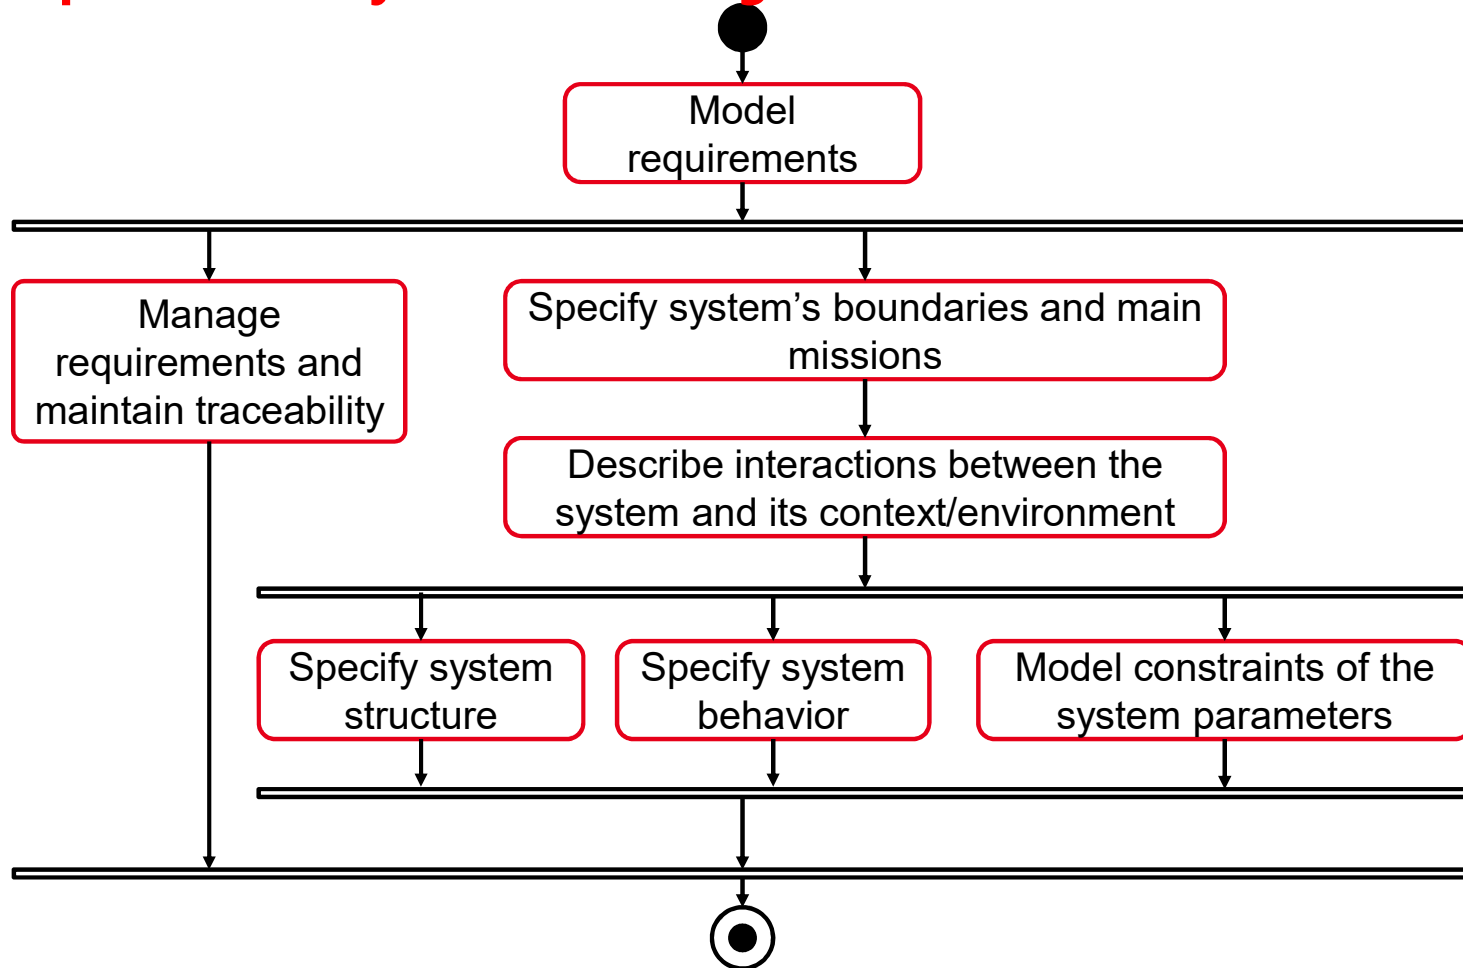 Model
requirements
Manage
requirements and
maintain traceability
Specify system’s boundaries and main
missions
Describe interactions between the
system and its context/environment
Specify system
structure
Specify system
behavior
Model constraints of the
system parameters